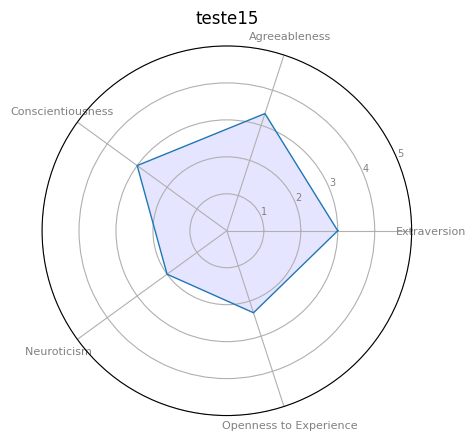 teste15
Agreeableness
Conscientiousness
5
4
3
2
1
Extraversion
Neuroticism
Openness to Experience